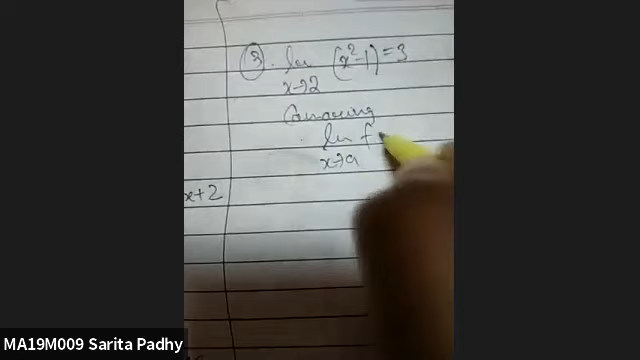 ③. lim (x²-1) = 3
x→2
Comparing
lim f
x→a
x+2
MA19M009 Sarita Padhy